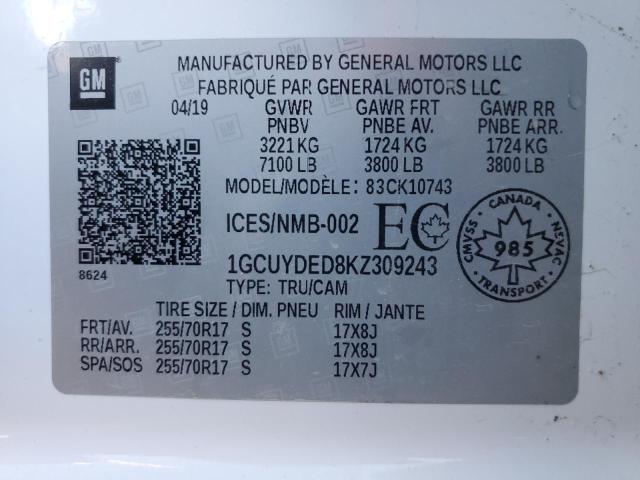 GM
MANUFACTURED BY GENERAL MOTORS LLC
FABRIQUÉ PAR GENERAL MOTORS LLC
04/19 GVWR GAWR FRT GAWR RR
PNBV PNBE AV. PNBE ARR.
3221 KG 1724 KG 1724 KG
7100 LB 3800 LB 3800 LB
MODEL/MODÈLE: 83CK10743
ICES/NMB-002 EC
CANADA
CMVSS 985 NSVAC
TRANSPORT
8624
1GCUYDED8KZ309243
TYPE: TRU/CAM
TIRE SIZE / DIM. PNEU RIM / JANTE
FRT/AV. 255/70R17 S 17X8J
RR/ARR. 255/70R17 S 17X8J
SPA/SOS 255/70R17 S 17X7J